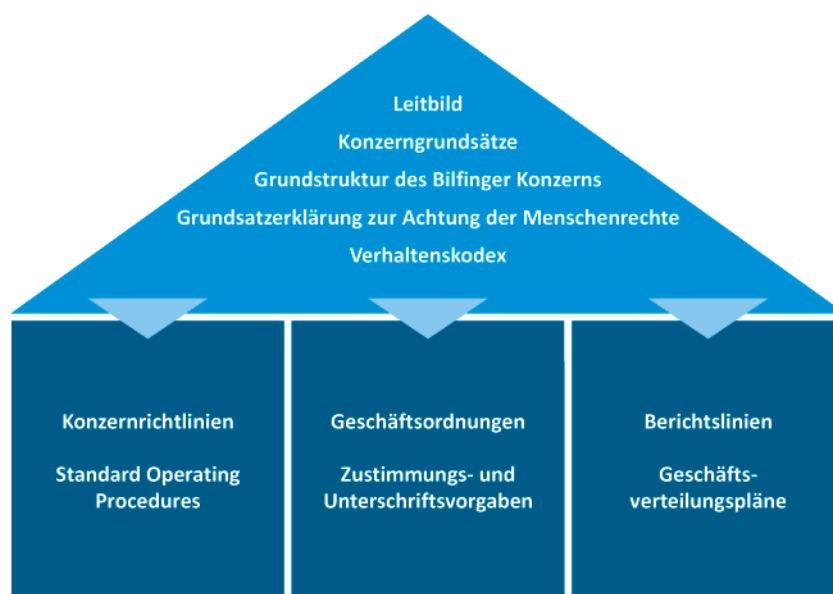 Leitbild
Konzerngrundsätze
Grundstruktur des Bilfinger Konzerns
Grundsatzerklärung zur Achtung der Menschenrechte
Verhaltenskodex
Konzernrichtlinien
Standard Operating
Procedures
Geschäftsordnungen
Zustimmungs- und
Unterschriftsvorgaben
Berichtslinien
Geschäfts-
verteilungspläne